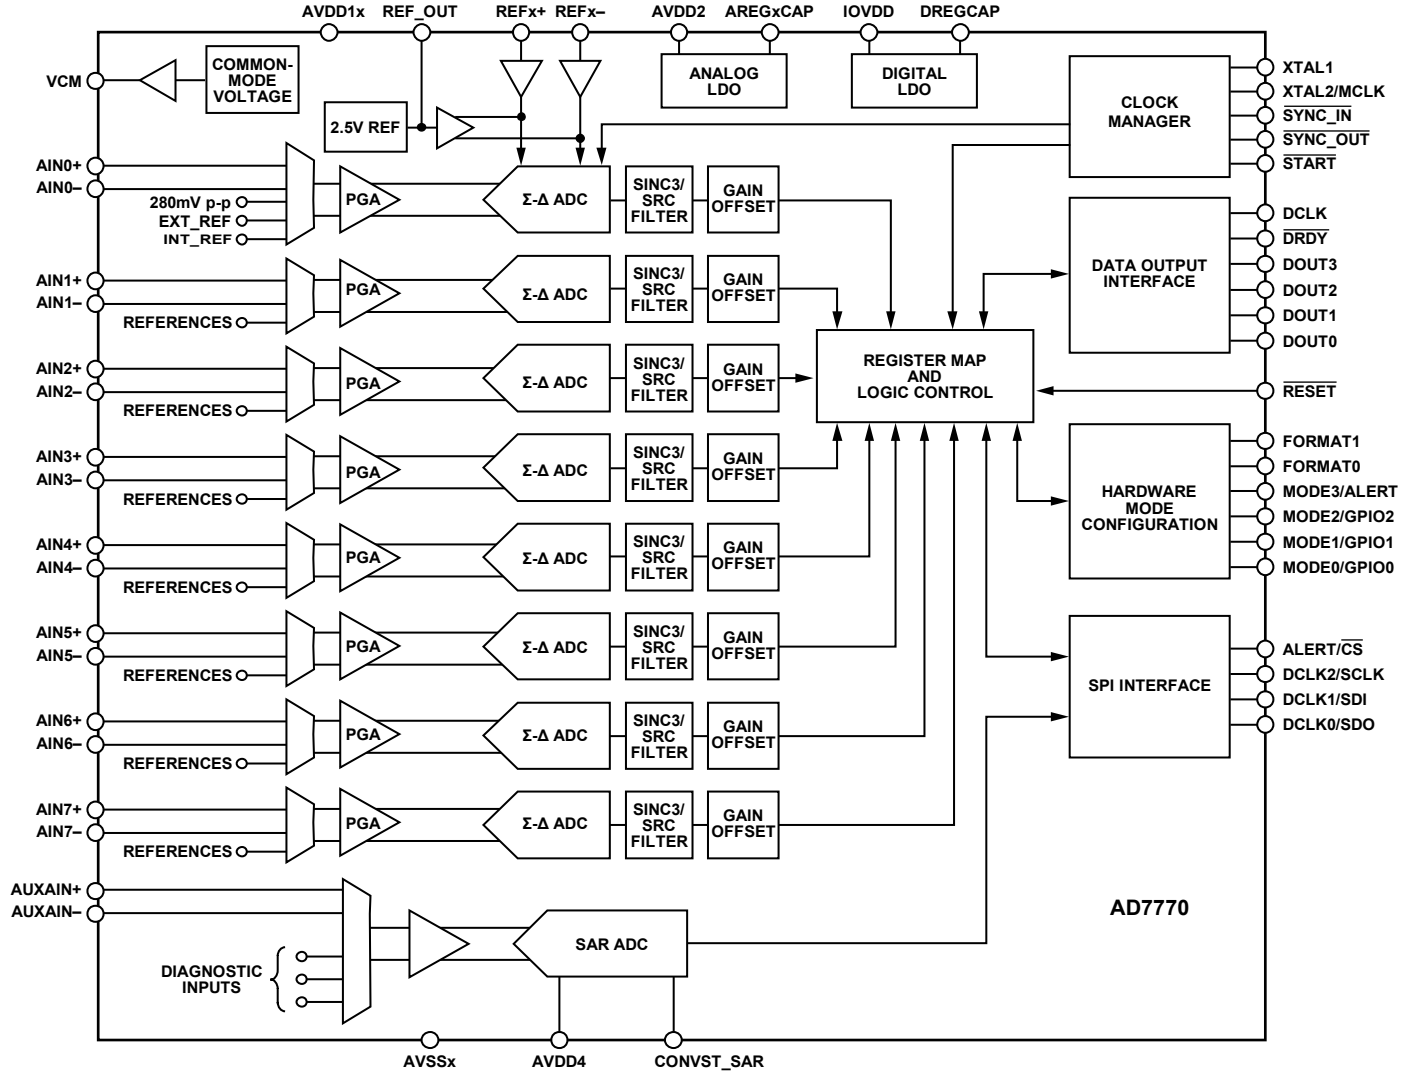 AVDD1x REF_OUT REFx+ REFx– AVDD2 AREGxCAP IOVDD DREGCAP
VCM
COMMON-
MODE
VOLTAGE
2.5V REF
ANALOG
LDO
DIGITAL
LDO
CLOCK
MANAGER
XTAL1
XTAL2/MCLK
SYNC_IN
SYNC_OUT
START
AIN0+
AIN0–
280mV p-p
EXT_REF
INT_REF
PGA
Σ-Δ ADC
SINC3/
SRC
FILTER
GAIN
OFFSET
DATA OUTPUT
INTERFACE
DCLK
DRDY
DOUT3
DOUT2
DOUT1
DOUT0
AIN1+
AIN1–
REFERENCES
PGA
Σ-Δ ADC
SINC3/
SRC
FILTER
GAIN
OFFSET
REGISTER MAP
AND
LOGIC CONTROL
RESET
AIN2+
AIN2–
REFERENCES
PGA
Σ-Δ ADC
SINC3/
SRC
FILTER
GAIN
OFFSET
AIN3+
AIN3–
REFERENCES
PGA
Σ-Δ ADC
SINC3/
SRC
FILTER
GAIN
OFFSET
HARDWARE
MODE
CONFIGURATION
FORMAT1
FORMAT0
MODE3/ALERT
MODE2/GPIO2
MODE1/GPIO1
MODE0/GPIO0
AIN4+
AIN4–
REFERENCES
PGA
Σ-Δ ADC
SINC3/
SRC
FILTER
GAIN
OFFSET
AIN5+
AIN5–
REFERENCES
PGA
Σ-Δ ADC
SINC3/
SRC
FILTER
GAIN
OFFSET
SPI INTERFACE
ALERT/CS
DCLK2/SCLK
DCLK1/SDI
DCLK0/SDO
AIN6+
AIN6–
REFERENCES
PGA
Σ-Δ ADC
SINC3/
SRC
FILTER
GAIN
OFFSET
AIN7+
AIN7–
REFERENCES
PGA
Σ-Δ ADC
SINC3/
SRC
FILTER
GAIN
OFFSET
AUXAIN+
AUXAIN–
DIAGNOSTIC
INPUTS
SAR ADC
AD7770
AVSSx AVDD4 CONVST_SAR